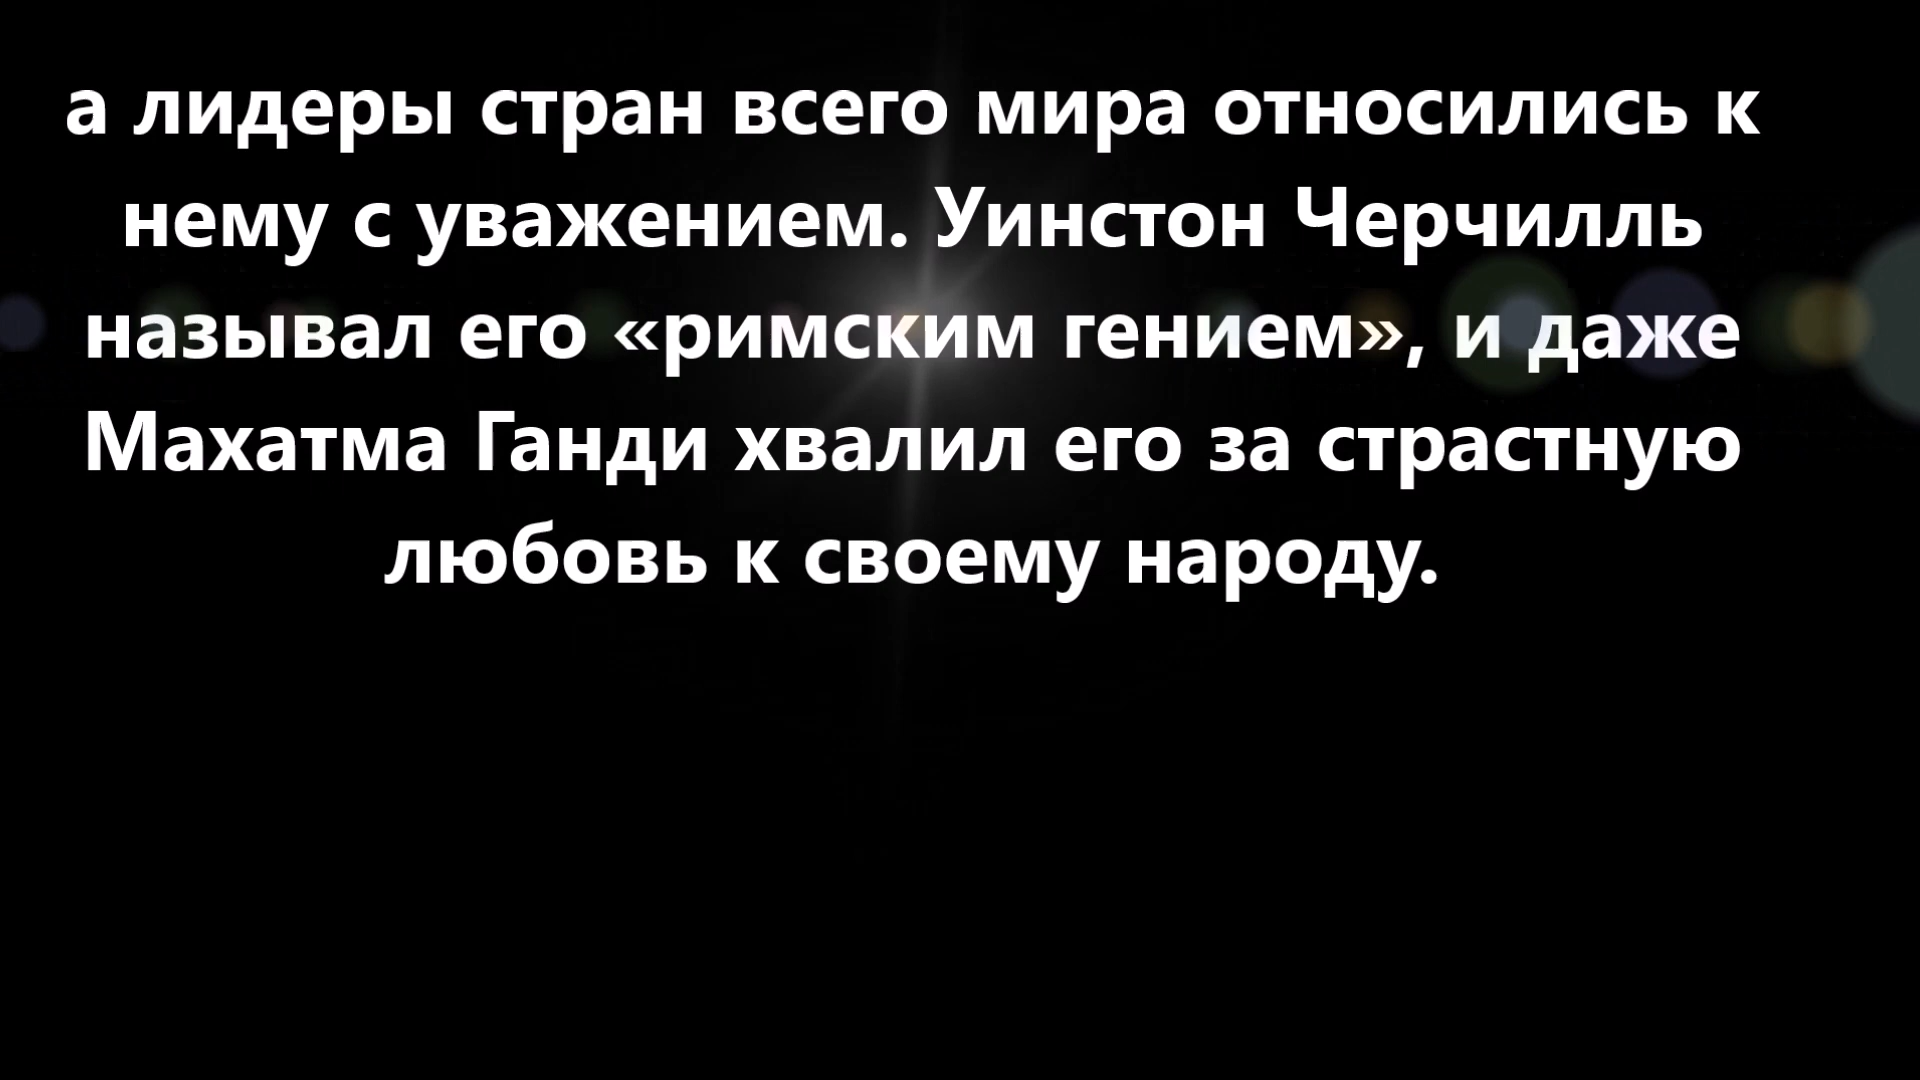 а лидеры стран всего мира относились к
нему с уважением. Уинстон Черчилль
называл его «римским гением», и даже
Махатма Ганди хвалил его за страстную
любовь к своему народу.